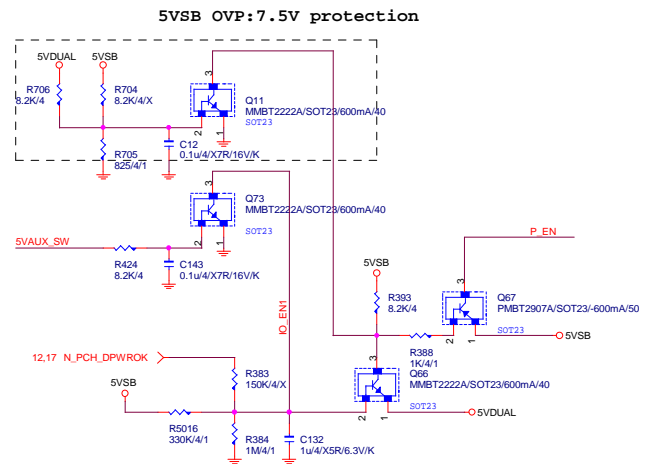 5VSB OVP:7.5V protection
5VDUAL
5VSB
R706
8.2K/4
R704
8.2K/4/X
3
Q11
MMBT2222A/SOT23/600mA/40
SOT23
2
1
R705
825/4/1
C12
0.1u/4/X7R/16V/K
3
Q73
MMBT2222A/SOT23/600mA/40
SOT23
2
1
5VAUX_SW
R424
8.2K/4
C143
0.1u/4/X7R/16V/K
P_EN
5VSB
R393
8.2K/4
3
Q67
PMBT2907A/SOT23/-600mA/50
SOT23
2
1
5VSB
IO_EN1
R388
1K/4/1
12,17 N_PCH_DPWROK
R383
150K/4/X
3
Q66
MMBT2222A/SOT23/600mA/40
SOT23
2
1
5VDUAL
5VSB
R5016
330K/4/1
R384
1M/4/1
C132
1u/4/X5R/6.3V/K